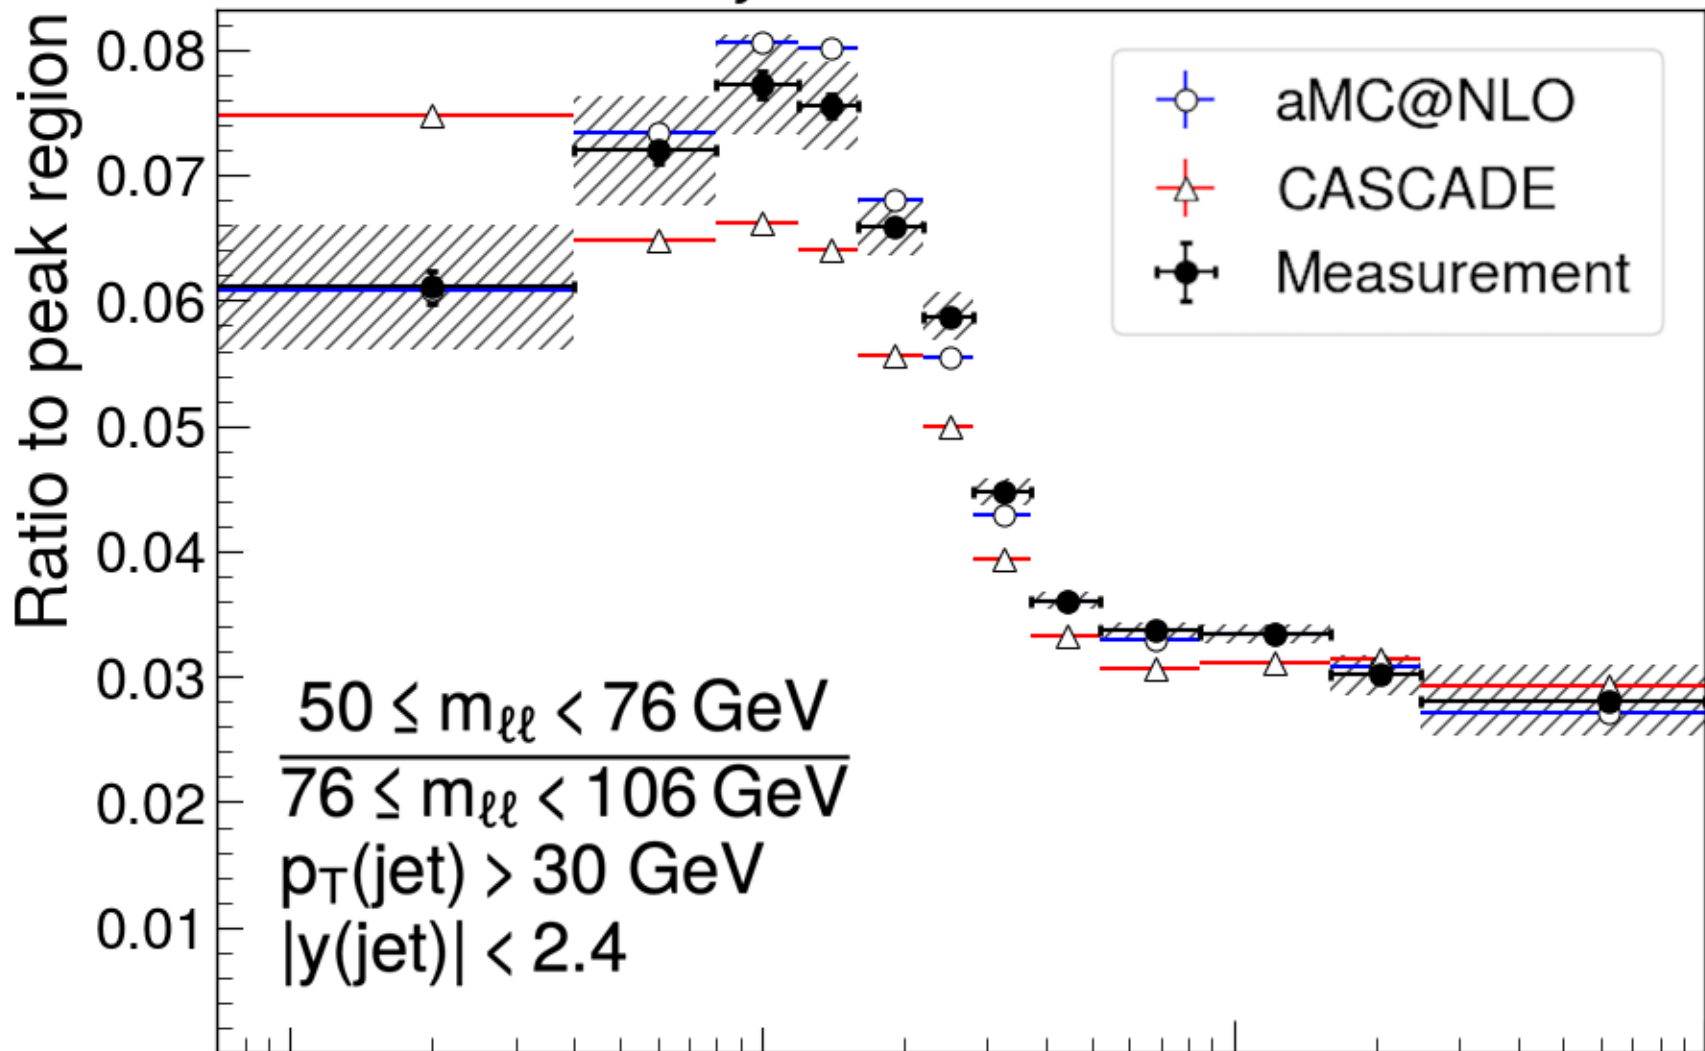 Ratio to peak region
0.08
0.07
0.06
0.05
0.04
0.03
0.02
0.01
aMC@NLO
CASCADE
Measurement
50 ≤ mℓℓ < 76 GeV
76 ≤ mℓℓ < 106 GeV
pT(jet) > 30 GeV
|y(jet)| < 2.4